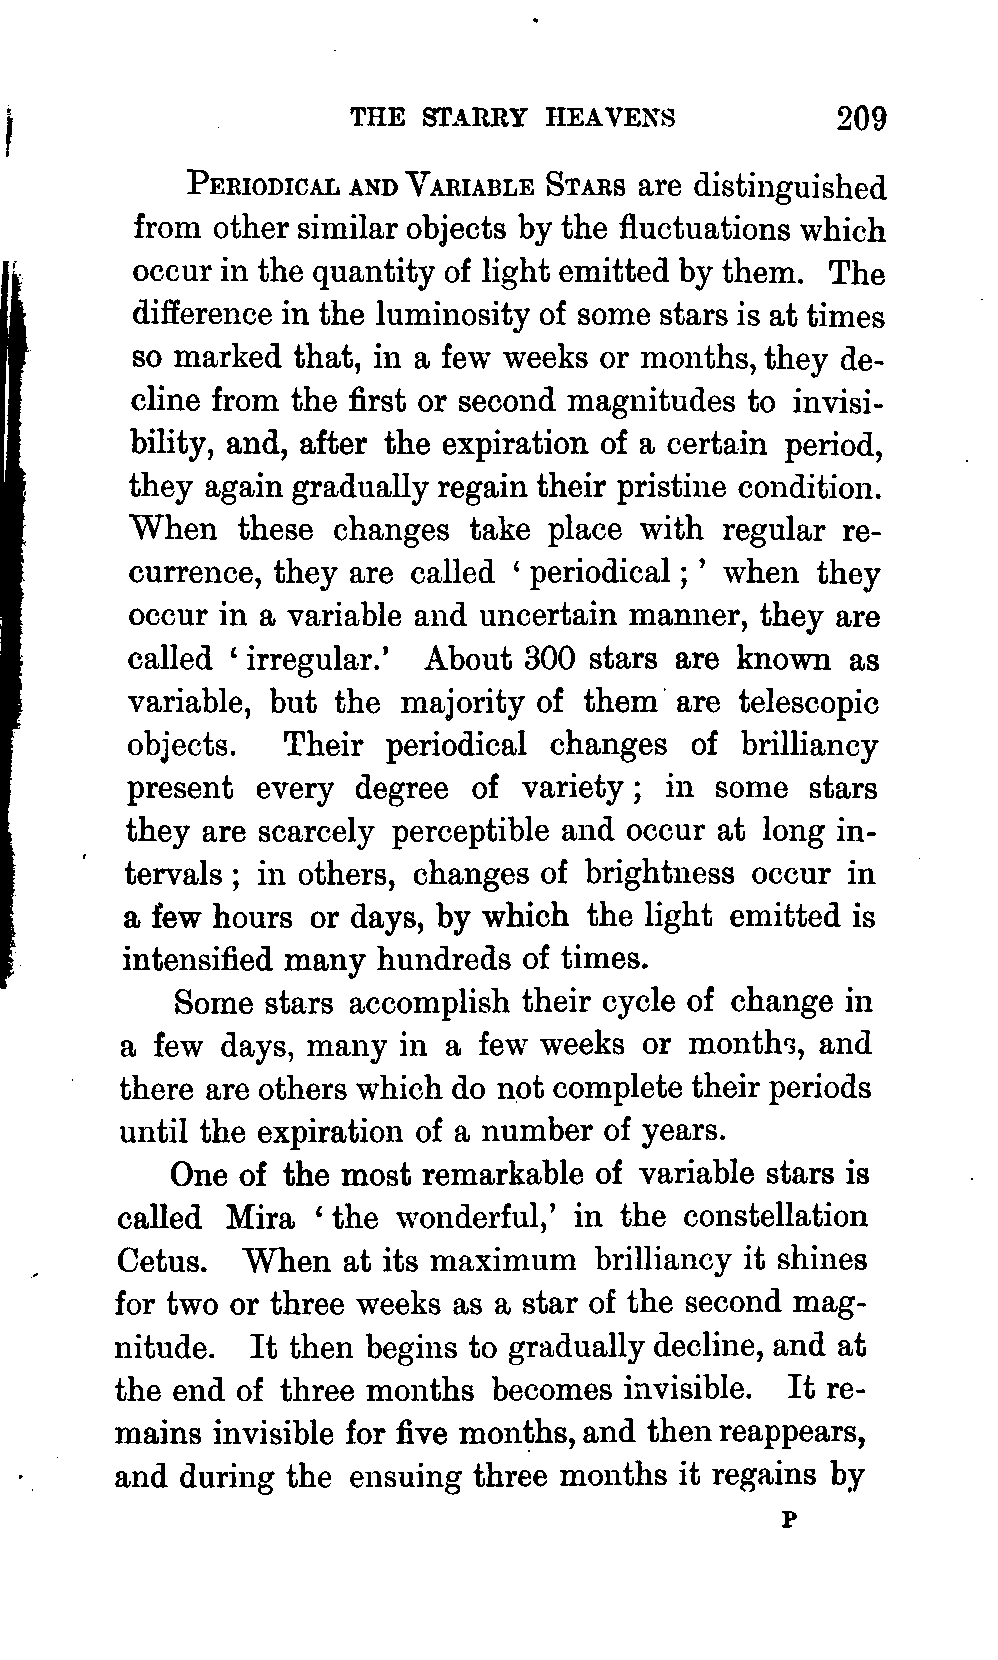 THE STARRY HEAVENS 209
PERIODICAL AND VARIABLE STARS are distinguished
from other similar objects by the fluctuations which
occur in the quantity of light emitted by them. The
difference in the luminosity of some stars is at times
so marked that, in a few weeks or months, they de-
cline from the first or second magnitudes to invisi-
bility, and, after the expiration of a certain period,
they again gradually regain their pristine condition.
When these changes take place with regular re-
currence, they are called ‘ periodical ; ’ when they
occur in a variable and uncertain manner, they are
called ‘ irregular.’ About 300 stars are known as
variable, but the majority of them are telescopic
objects. Their periodical changes of brilliancy
present every degree of variety ; in some stars
they are scarcely perceptible and occur at long in-
tervals ; in others, changes of brightness occur in
a few hours or days, by which the light emitted is
intensified many hundreds of times.
Some stars accomplish their cycle of change in
a few days, many in a few weeks or months, and
there are others which do not complete their periods
until the expiration of a number of years.
One of the most remarkable of variable stars is
called Mira ‘ the wonderful,’ in the constellation
Cetus. When at its maximum brilliancy it shines
for two or three weeks as a star of the second mag-
nitude. It then begins to gradually decline, and at
the end of three months becomes invisible. It re-
mains invisible for five months, and then reappears,
and during the ensuing three months it regains by
P